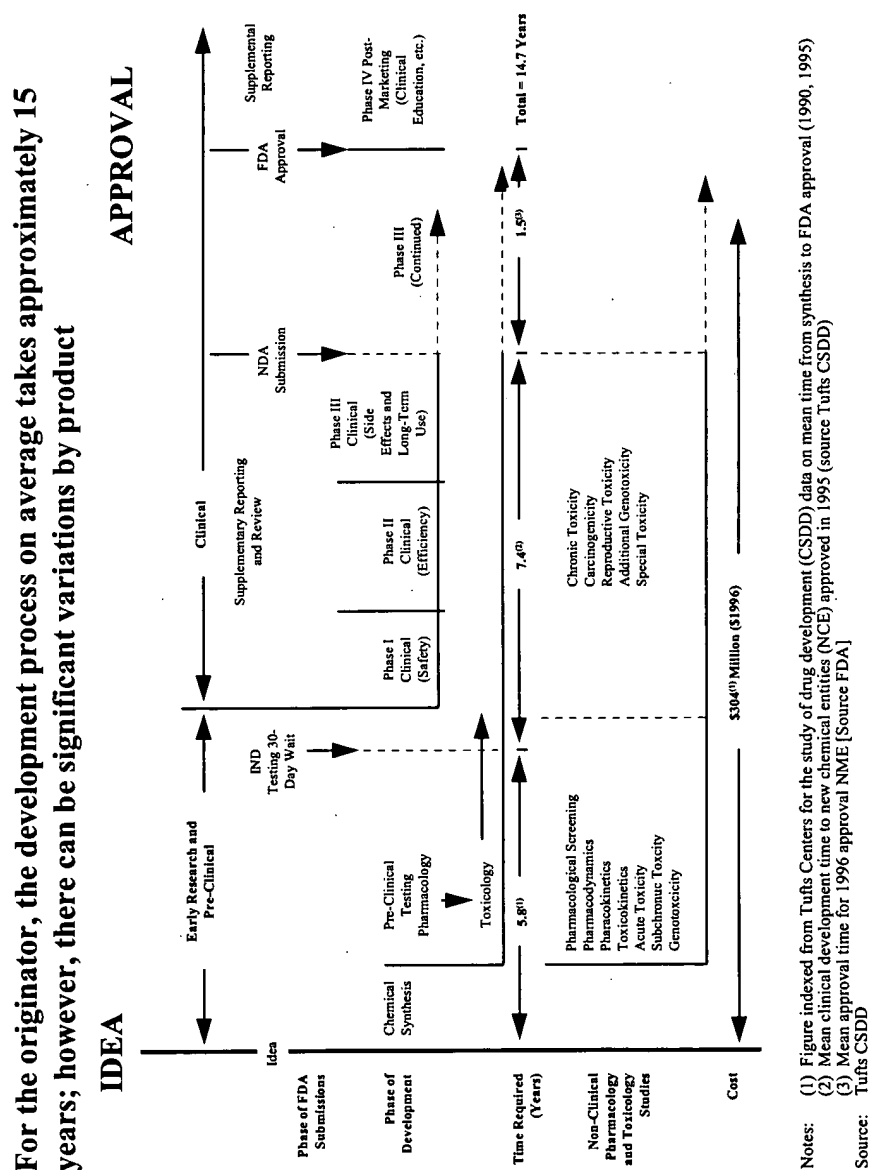 For the originator, the development process on average takes approximately 15
years; however, there can be significant variations by product
IDEA
APPROVAL
Early Research and
Pre-Clinical
Clinical
Supplementary Reporting
and Review
Supplemental
Reporting
Phase of FDA
Submissions
Idea
IND
Testing 30-
Day Wait
NDA
Submission
FDA
Approval
Phase of
Development
Chemical
Synthesis
Pre-Clinical
Testing
Pharmacology
Toxicology
Phase I
Clinical
(Safety)
Phase II
Clinical
(Efficiency)
Phase III
Clinical
(Side
Effects and
Long-Term
Use)
Phase III
(Continued)
Phase IV Post-
Marketing
(Clinical
Education, etc.)
Time Required
(Years)
5.8(1)
7.4(2)
1.5(3)
Total = 14.7 Years
Non-Clinical
Pharmacology
and Toxicology
Studies
Pharmacological Screening
Pharmacodynamics
Pharacokinetics
Toxicokinetics
Acute Toxicity
Subchronuc Toxcity
Genotoxcicity
Chronic Toxicity
Carcinogenicity
Reproductive Toxicity
Additional Genotoxicity
Special Toxicity
Cost
$304(1) Million ($1996)
Notes: (1) Figure indexed from Tufts Centers for the study of drug development (CSDD) data on mean time from synthesis to FDA approval (1990, 1995)
(2) Mean clinical development time to new chemical entities (NCE) approved in 1995 (source Tufts CSDD)
(3) Mean approval time for 1996 approval NME [Source FDA]
Source: Tufts CSDD